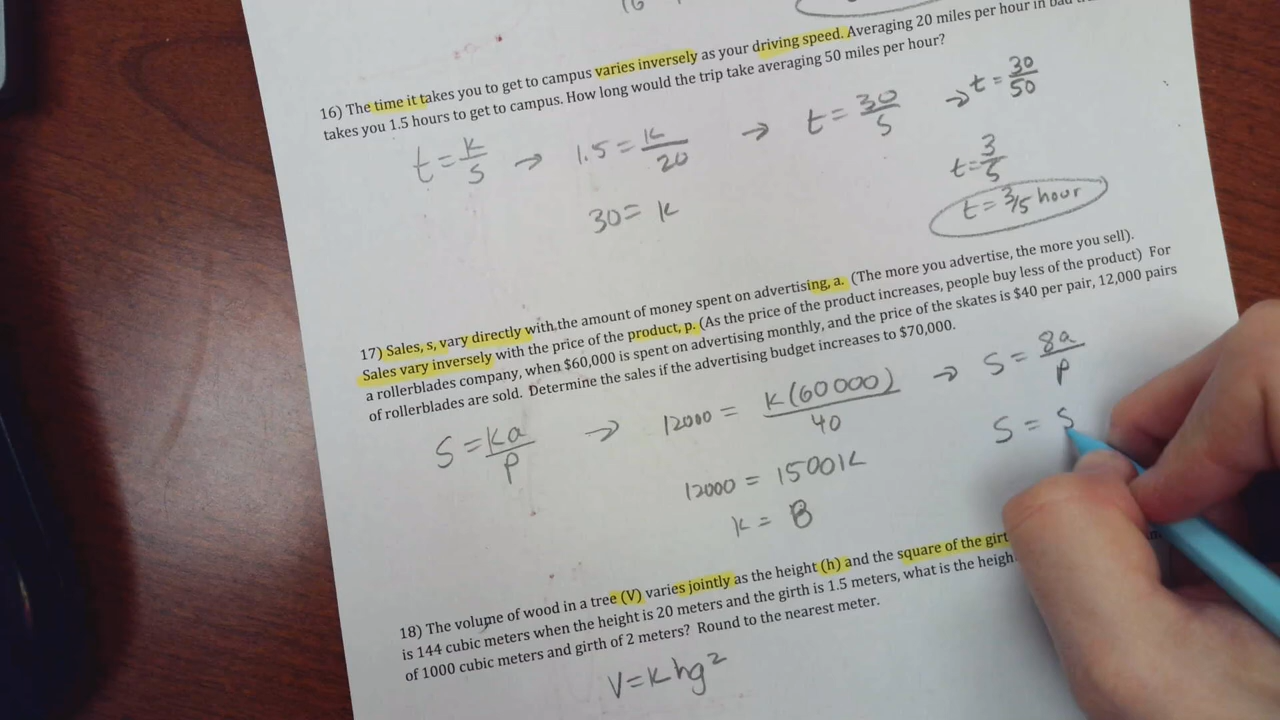 16) The time it takes you to get to campus varies inversely as your driving speed. Averaging 20 miles per hour in bad
takes you 1.5 hours to get to campus. How long would the trip take averaging 50 miles per hour?
t = k/s → 1.5 = k/20 → t = 30/s → t = 30/50
30 = k
t = 3/5
t = 3/5 hour
17) Sales, s, vary directly with the amount of money spent on advertising, a. (The more you advertise, the more you sell).
Sales vary inversely with the price of the product, p. (As the price of the product increases, people buy less of the product) For
a rollerblades company, when $60,000 is spent on advertising monthly, and the price of the skates is $40 per pair, 12,000 pairs
of rollerblades are sold. Determine the sales if the advertising budget increases to $70,000.
S = ka/p → 12000 = k(60000)/40 → S = 8a/p
12000 = 1500k
k = 8
S = S
18) The volume of wood in a tree (V) varies jointly as the height (h) and the square of the girt
is 144 cubic meters when the height is 20 meters and the girth is 1.5 meters, what is the heigh
of 1000 cubic meters and girth of 2 meters? Round to the nearest meter.
V = k hg²